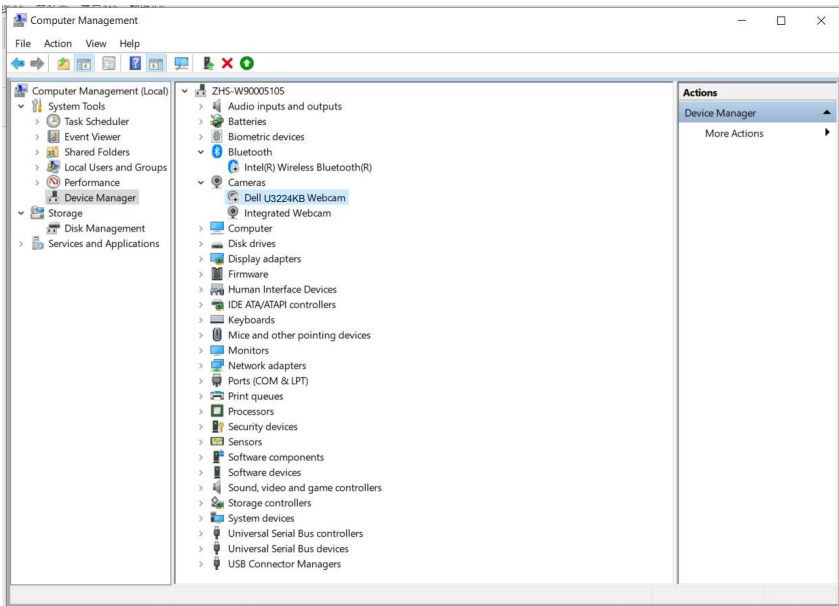 Computer Management
File Action View Help
Computer Management (Local)
System Tools
Task Scheduler
Event Viewer
Shared Folders
Local Users and Groups
Performance
Device Manager
Storage
Disk Management
Services and Applications
ZHS-W90005105
Audio inputs and outputs
Batteries
Biometric devices
Bluetooth
Intel(R) Wireless Bluetooth(R)
Cameras
Dell U3224KB Webcam
Integrated Webcam
Computer
Disk drives
Display adapters
Firmware
Human Interface Devices
IDE ATA/ATAPI controllers
Keyboards
Mice and other pointing devices
Monitors
Network adapters
Ports (COM & LPT)
Print queues
Processors
Security devices
Sensors
Software components
Software devices
Sound, video and game controllers
Storage controllers
System devices
Universal Serial Bus controllers
Universal Serial Bus devices
USB Connector Managers
Actions
Device Manager
More Actions